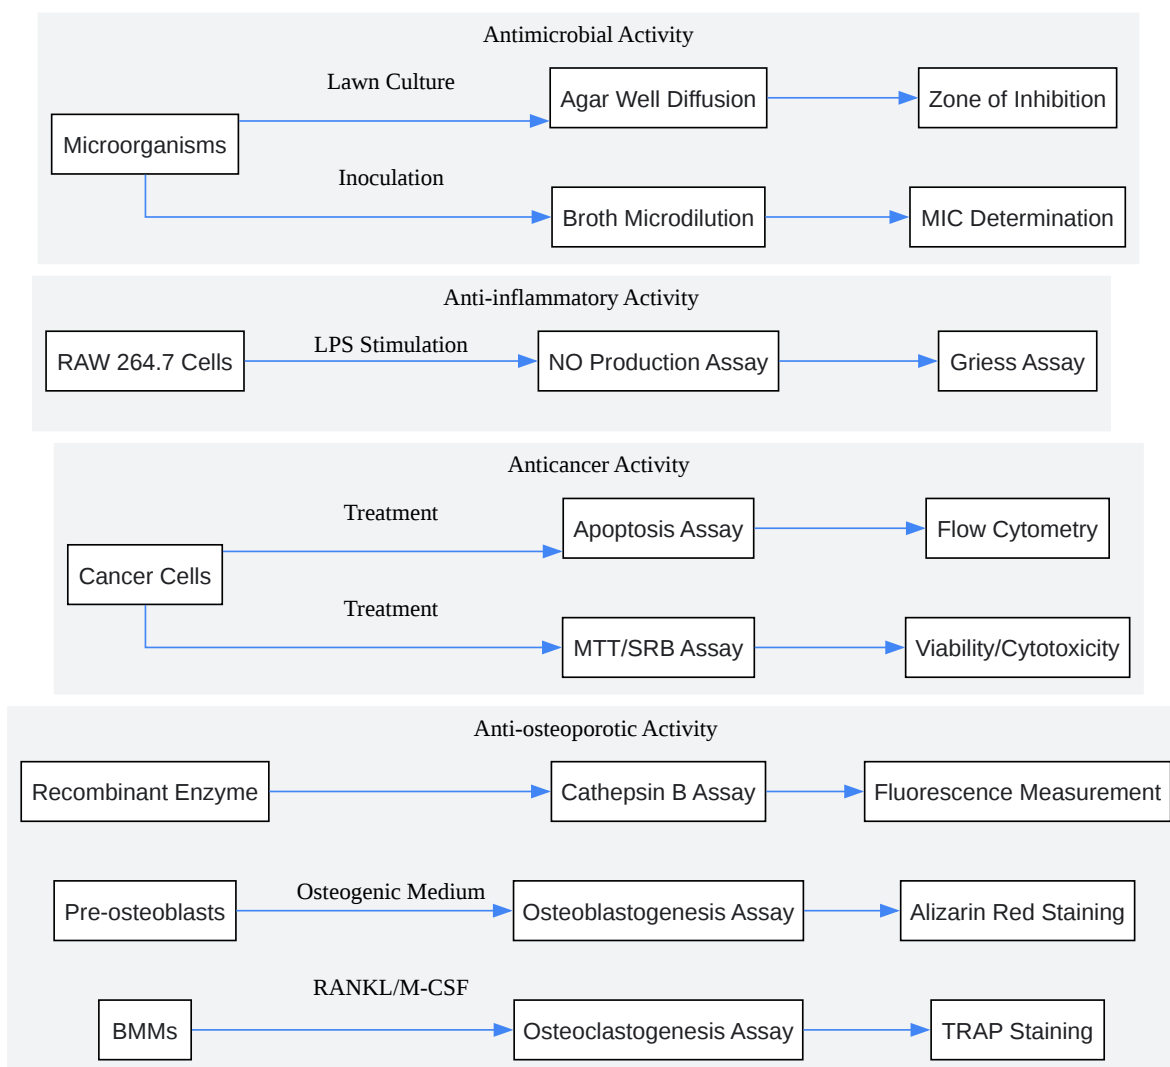 Antimicrobial Activity
Lawn Culture
Agar Well Diffusion
Zone of Inhibition
Microorganisms
Inoculation
Broth Microdilution
MIC Determination
Anti-inflammatory Activity
RAW 264.7 Cells
LPS Stimulation
NO Production Assay
Griess Assay
Anticancer Activity
Treatment
Apoptosis Assay
Flow Cytometry
Cancer Cells
Treatment
MTT/SRB Assay
Viability/Cytotoxicity
Anti-osteoporotic Activity
Recombinant Enzyme
Cathepsin B Assay
Fluorescence Measurement
Pre-osteoblasts
Osteogenic Medium
Osteoblastogenesis Assay
Alizarin Red Staining
BMMs
RANKL/M-CSF
Osteoclastogenesis Assay
TRAP Staining